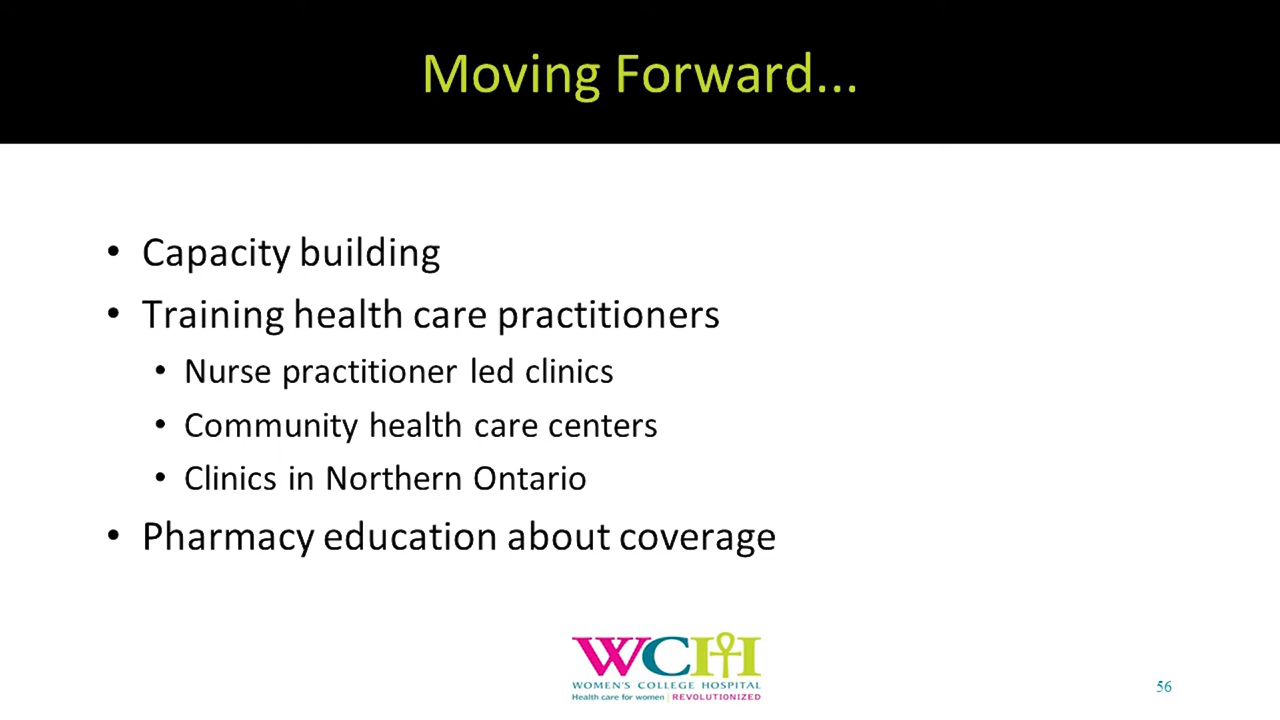 Moving Forward...
• Capacity building
• Training health care practitioners
• Nurse practitioner led clinics
• Community health care centers
• Clinics in Northern Ontario
• Pharmacy education about coverage
WCH
WOMEN'S COLLEGE HOSPITAL
Health care for women | REVOLUTIONIZED
56